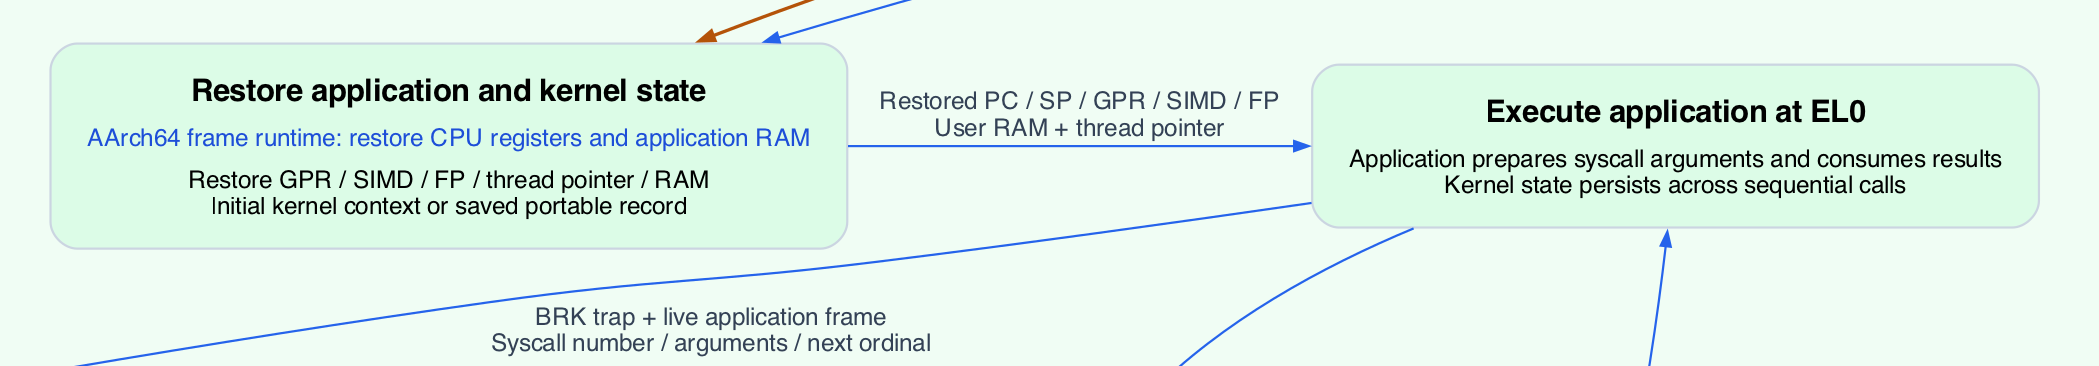 Restore application and kernel state
AArch64 frame runtime: restore CPU registers and application RAM
Restore GPR / SIMD / FP / thread pointer / RAM
Initial kernel context or saved portable record
Restored PC / SP / GPR / SIMD / FP
User RAM + thread pointer
Execute application at EL0
Application prepares syscall arguments and consumes results
Kernel state persists across sequential calls
BRK trap + live application frame
Syscall number / arguments / next ordinal